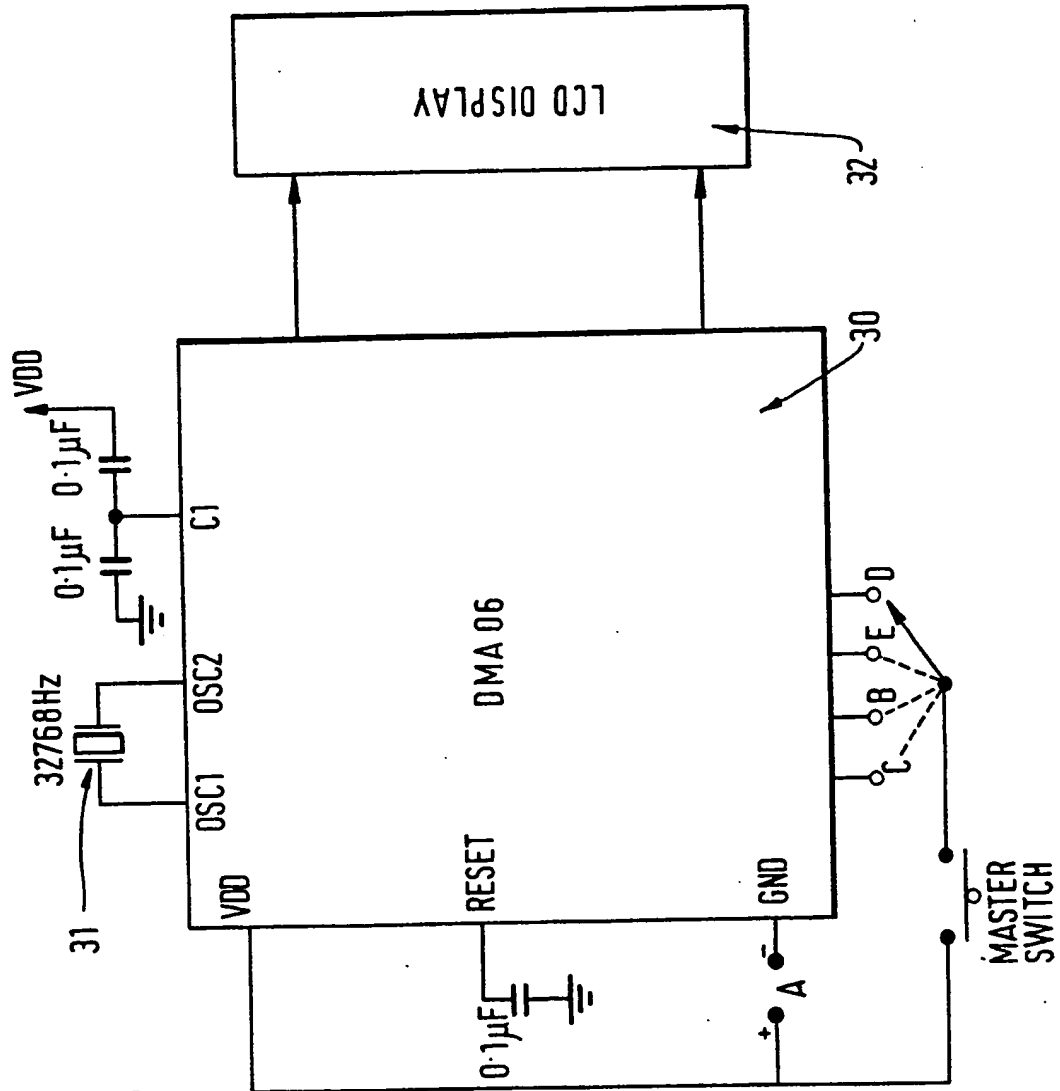 LCD DISPLAY
32
VDD
0·1µF
0·1µF
C1
30
32768Hz
OSC1
OSC2
31
DMA 06
VDD
RESET
GND
0·1µF
+
A
-
C
B
E
D
MASTER
SWITCH